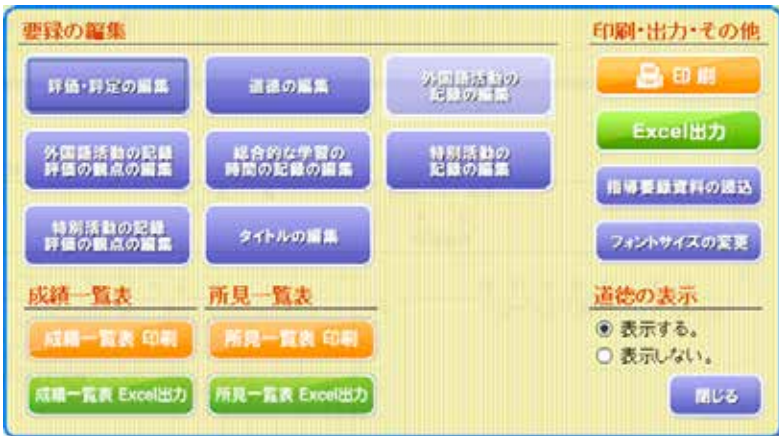 要録の編集
評価・評定の編集
道徳の編集
外国語活動の
記録の編集
外国語活動の記録
評価の観点の編集
総合的な学習の
時間の記録の編集
特別活動の
記録の編集
特別活動の記録
評価の観点の編集
タイトルの編集
成績一覧表
成績一覧表 印刷
成績一覧表 Excel出力
所見一覧表
所見一覧表 印刷
所見一覧表 Excel出力
印刷・出力・その他
印刷
Excel出力
指導要録資料の読込
フォントサイズの変更
道徳の表示
表示する。
表示しない。
閉じる